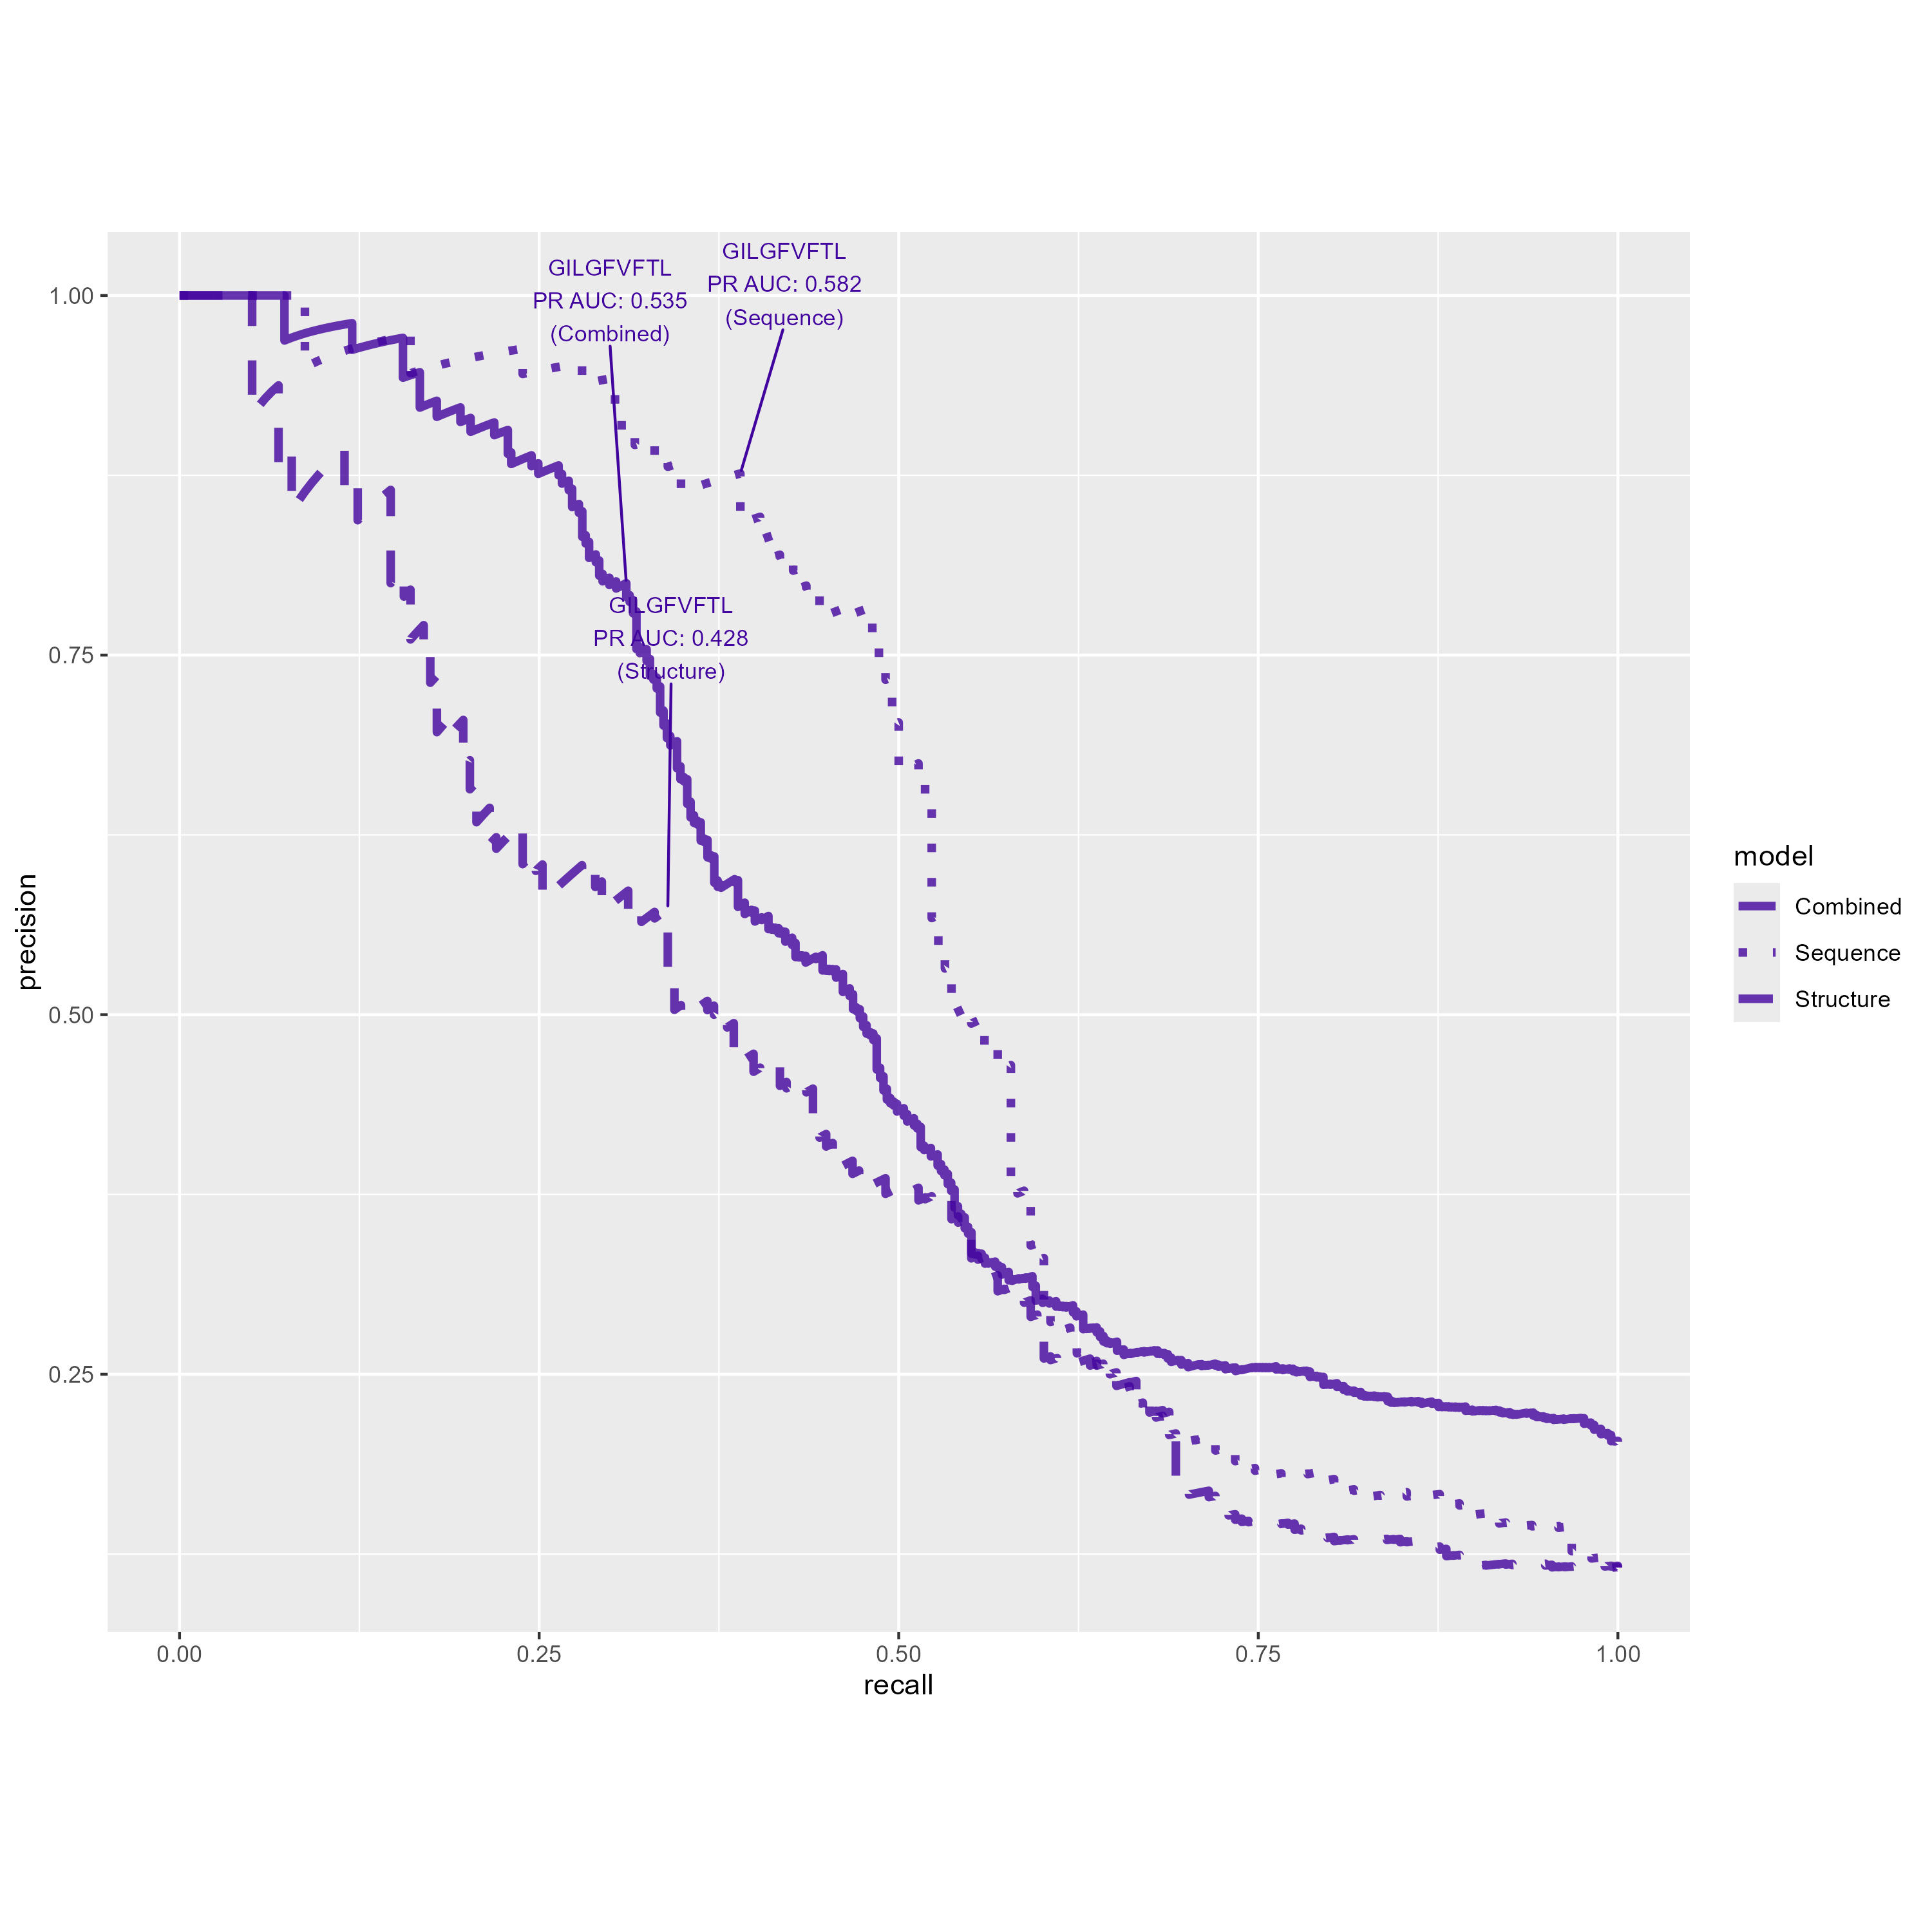 GILGFVFTL
PR AUC: 0.535
(Combined)
GILGFVFTL
PR AUC: 0.582
(Sequence)
GILGFVFTL
PR AUC: 0.428
(Structure)
1.00
0.75
0.50
0.25
precision
0.00
0.25
0.50
0.75
1.00
recall
model
Combined
Sequence
Structure